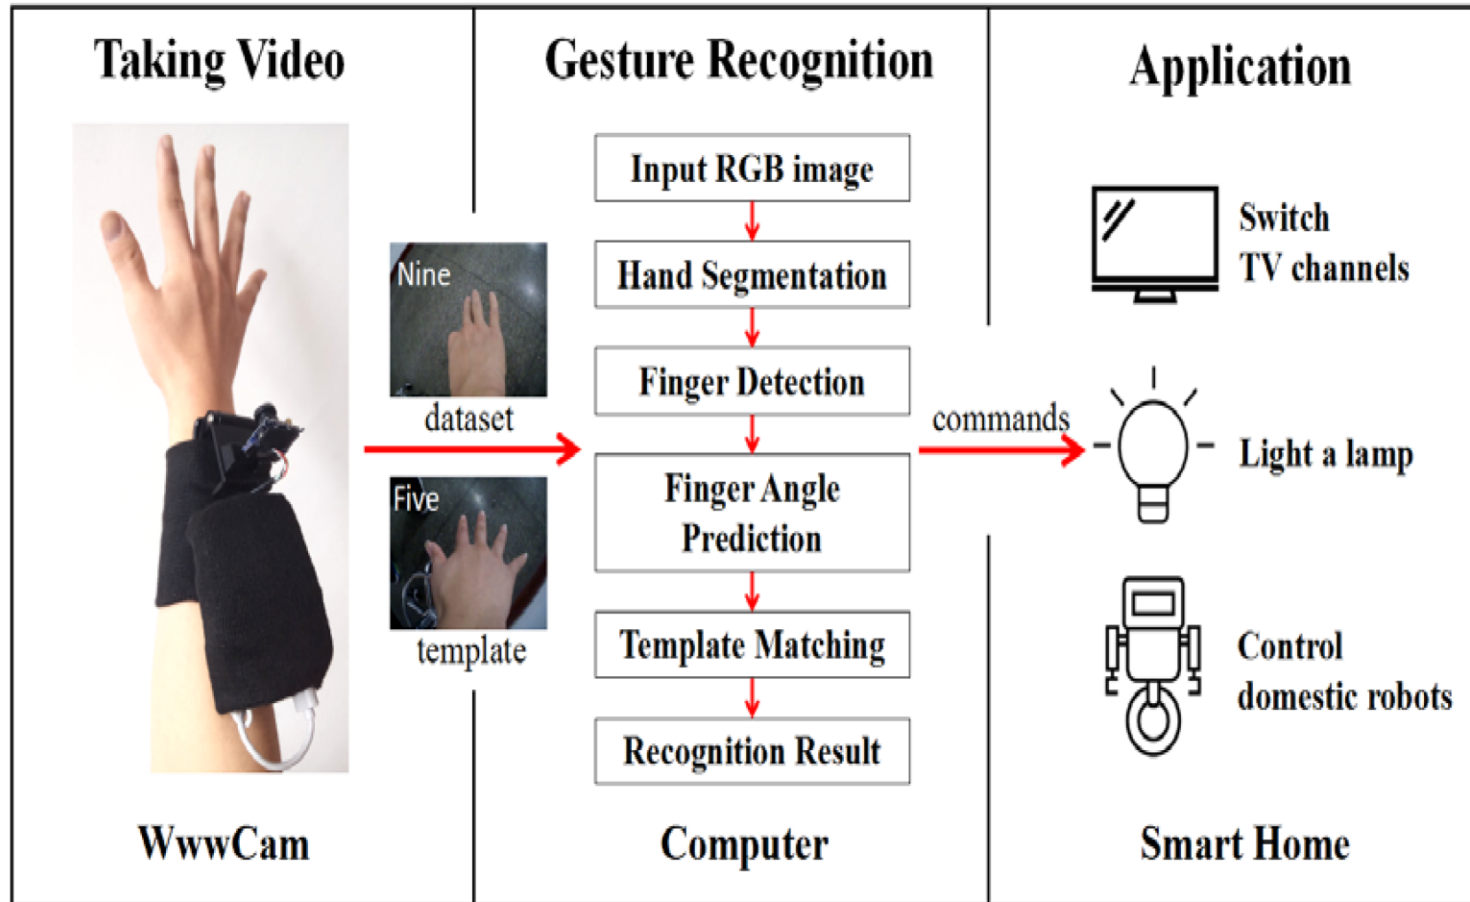 Taking Video
Nine
dataset
Five
template
WwwCam
Gesture Recognition
Input RGB image
Hand Segmentation
Finger Detection
Finger Angle
Prediction
Template Matching
Recognition Result
Computer
commands
Application
Switch
TV channels
Light a lamp
Control
domestic robots
Smart Home